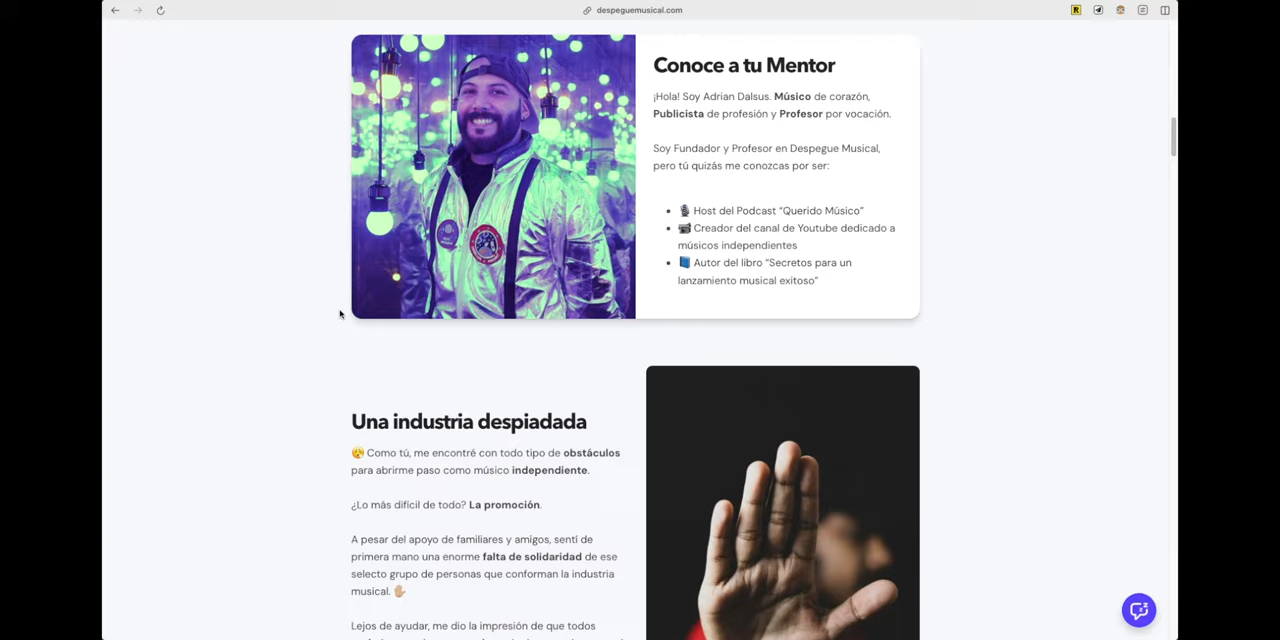 despeguemusical.com
R
Conoce a tu Mentor
¡Hola! Soy Adrian Dalsus. Músico de corazón,
Publicista de profesión y Profesor por vocación.
Soy Fundador y Profesor en Despegue Musical,
pero tú quizás me conozcas por ser:
Host del Podcast “Querido Músico”
Creador del canal de Youtube dedicado a
músicos independientes
Autor del libro “Secretos para un
lanzamiento musical exitoso”
Una industria despiadada
Como tú, me encontré con todo tipo de obstáculos
para abrirme paso como músico independiente.
¿Lo más difícil de todo? La promoción.
A pesar del apoyo de familiares y amigos, sentí de
primera mano una enorme falta de solidaridad de ese
selecto grupo de personas que conforman la industria
musical.
Lejos de ayudar, me dio la impresión de que todos